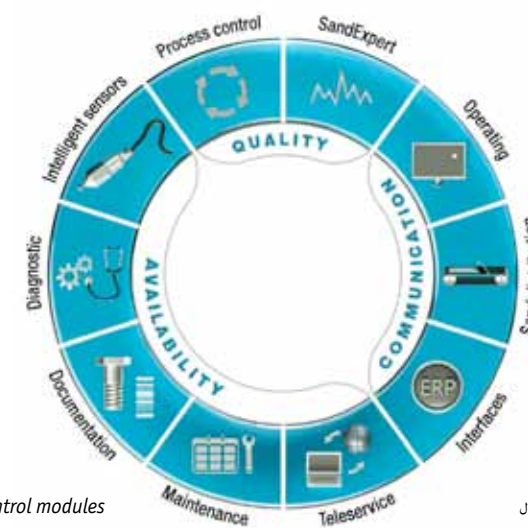 Process control
SandExpert
Operating
Interfaces
Teleservice
Maintenance
Documentation
Diagnostic
Intelligent sensors
QUALITY
COMMUNICATION
AVAILABILITY
ERP
ntrol modules